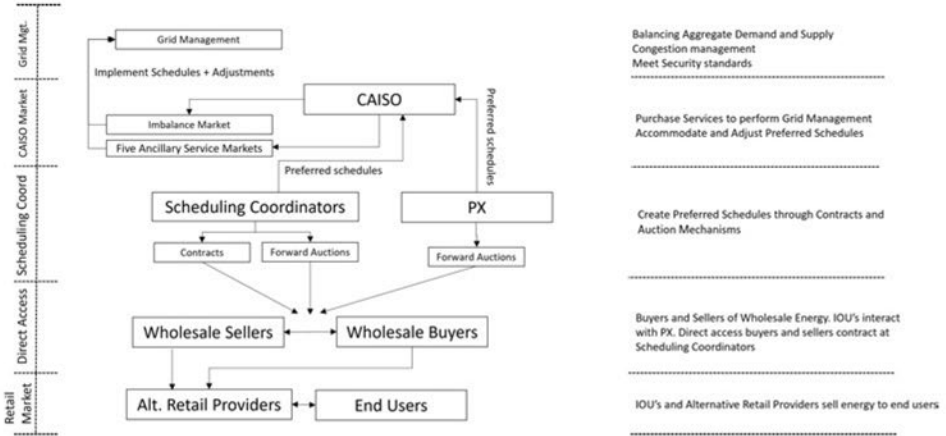 Grid Mgt.
Grid Management
Implement Schedules + Adjustments
Balancing Aggregate Demand and Supply
Congestion management
Meet Security standards
CAISO Market
CAISO
Imbalance Market
Five Ancillary Service Markets
Preferred schedules
Preferred schedules
Purchase Services to perform Grid Management
Accommodate and Adjust Preferred Schedules
Scheduling Coord
Scheduling Coordinators
PX
Contracts
Forward Auctions
Forward Auctions
Create Preferred Schedules through Contracts and
Auction Mechanisms
Direct Access
Wholesale Sellers
Wholesale Buyers
Buyers and Sellers of Wholesale Energy. IOU's interact
with PX. Direct access buyers and sellers contract at
Scheduling Coordinators
Retail
Market
Alt. Retail Providers
End Users
IOU's and Alternative Retail Providers sell energy to end users